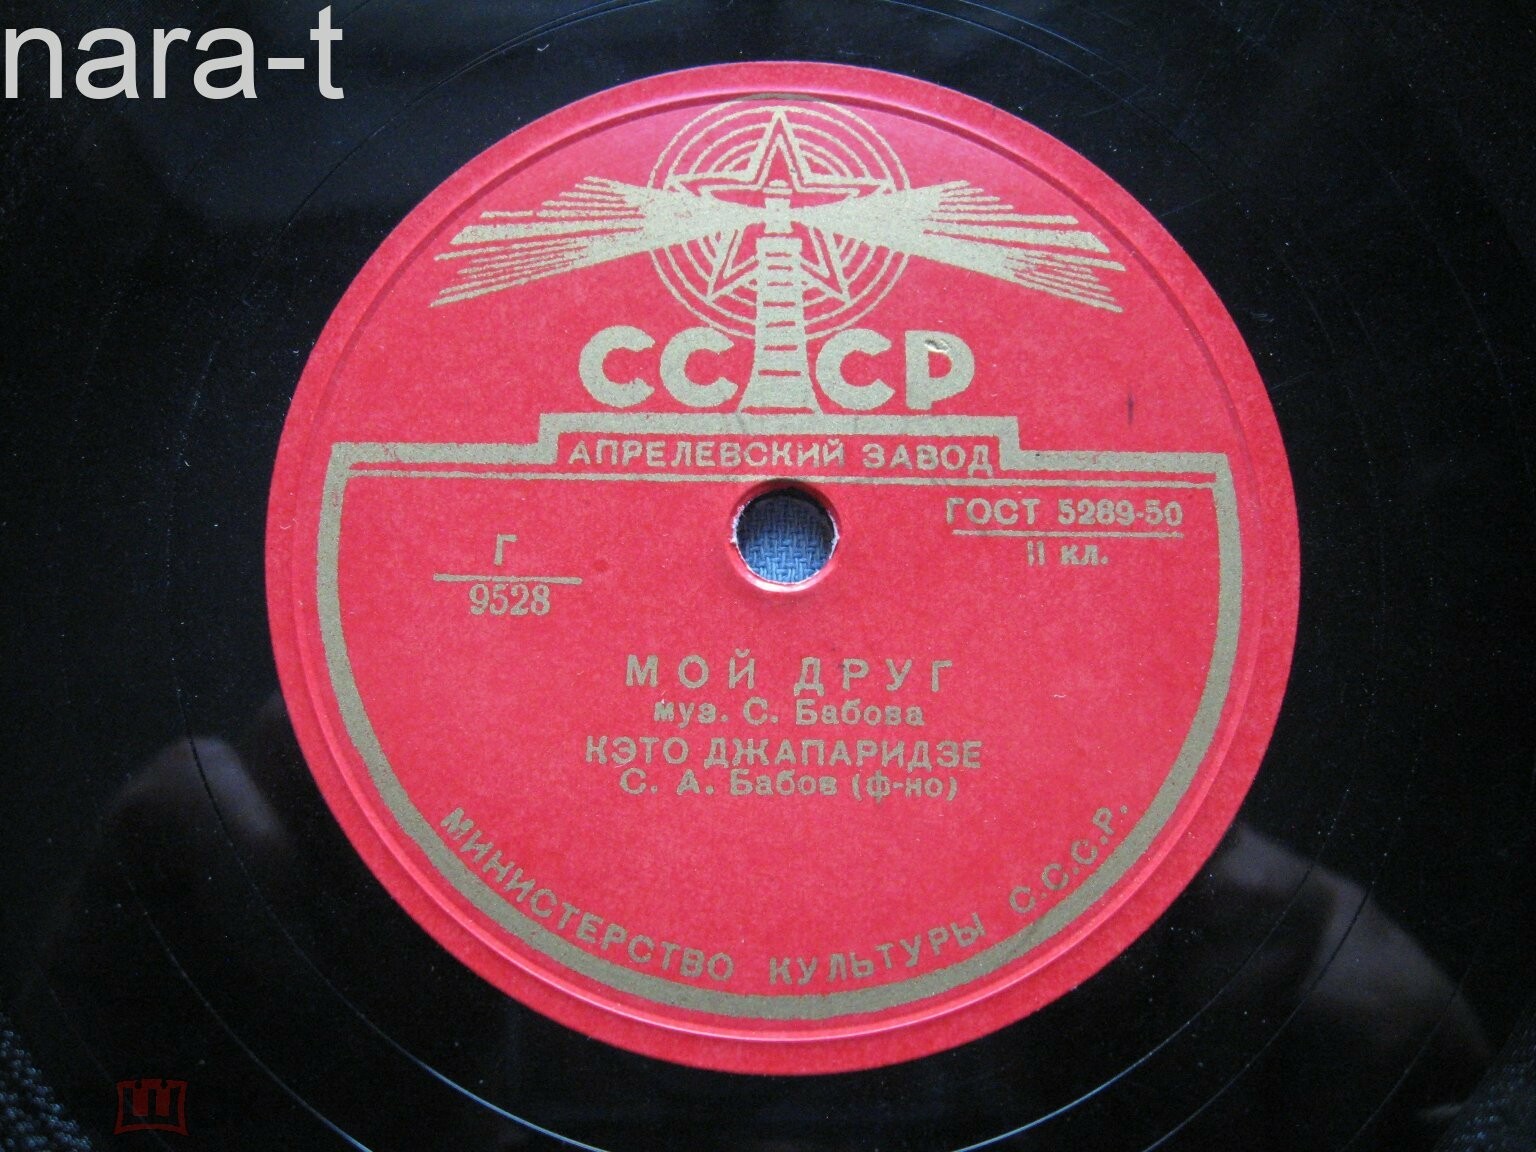 nara-t
СССР
АПРЕЛЕВСКИЙ ЗАВОД
ГОСТ 5289-50
II кл.
Г
9528
МОЙ ДРУГ
муз. С. Бабова
КЭТО ДЖАПАРИДЗЕ
С. А. Бабов (ф-но)
МИНИСТЕРСТВО КУЛЬТУРЫ С.С.С.Р.